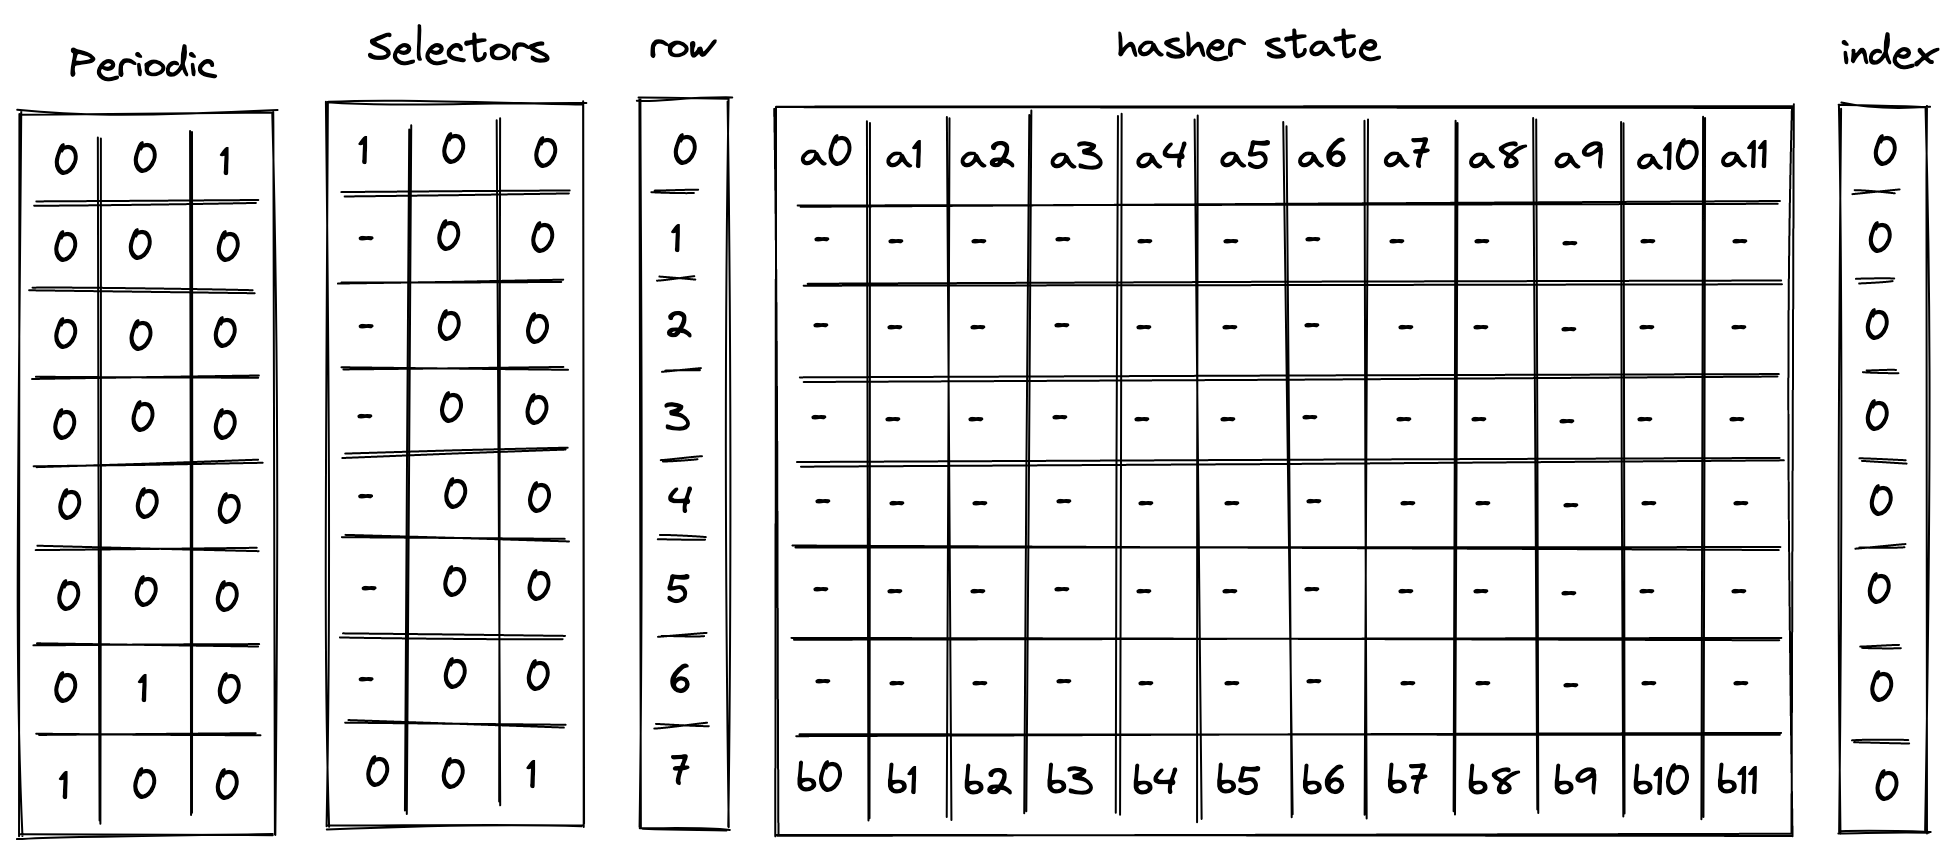 Periodic Selectors row hasher state index
0 0 1 1 0 0 0 a0 a1 a2 a3 a4 a5 a6 a7 a8 a9 a10 a11 0
0 0 0 - 0 0 1 - - - - - - - - - - - - 0
0 0 0 - 0 0 2 - - - - - - - - - - - - 0
0 0 0 - 0 0 3 - - - - - - - - - - - - 0
0 0 0 - 0 0 4 - - - - - - - - - - - - 0
0 0 0 - 0 0 5 - - - - - - - - - - - - 0
0 1 0 - 0 0 6 - - - - - - - - - - - - 0
1 0 0 0 0 1 7 b0 b1 b2 b3 b4 b5 b6 b7 b8 b9 b10 b11 0